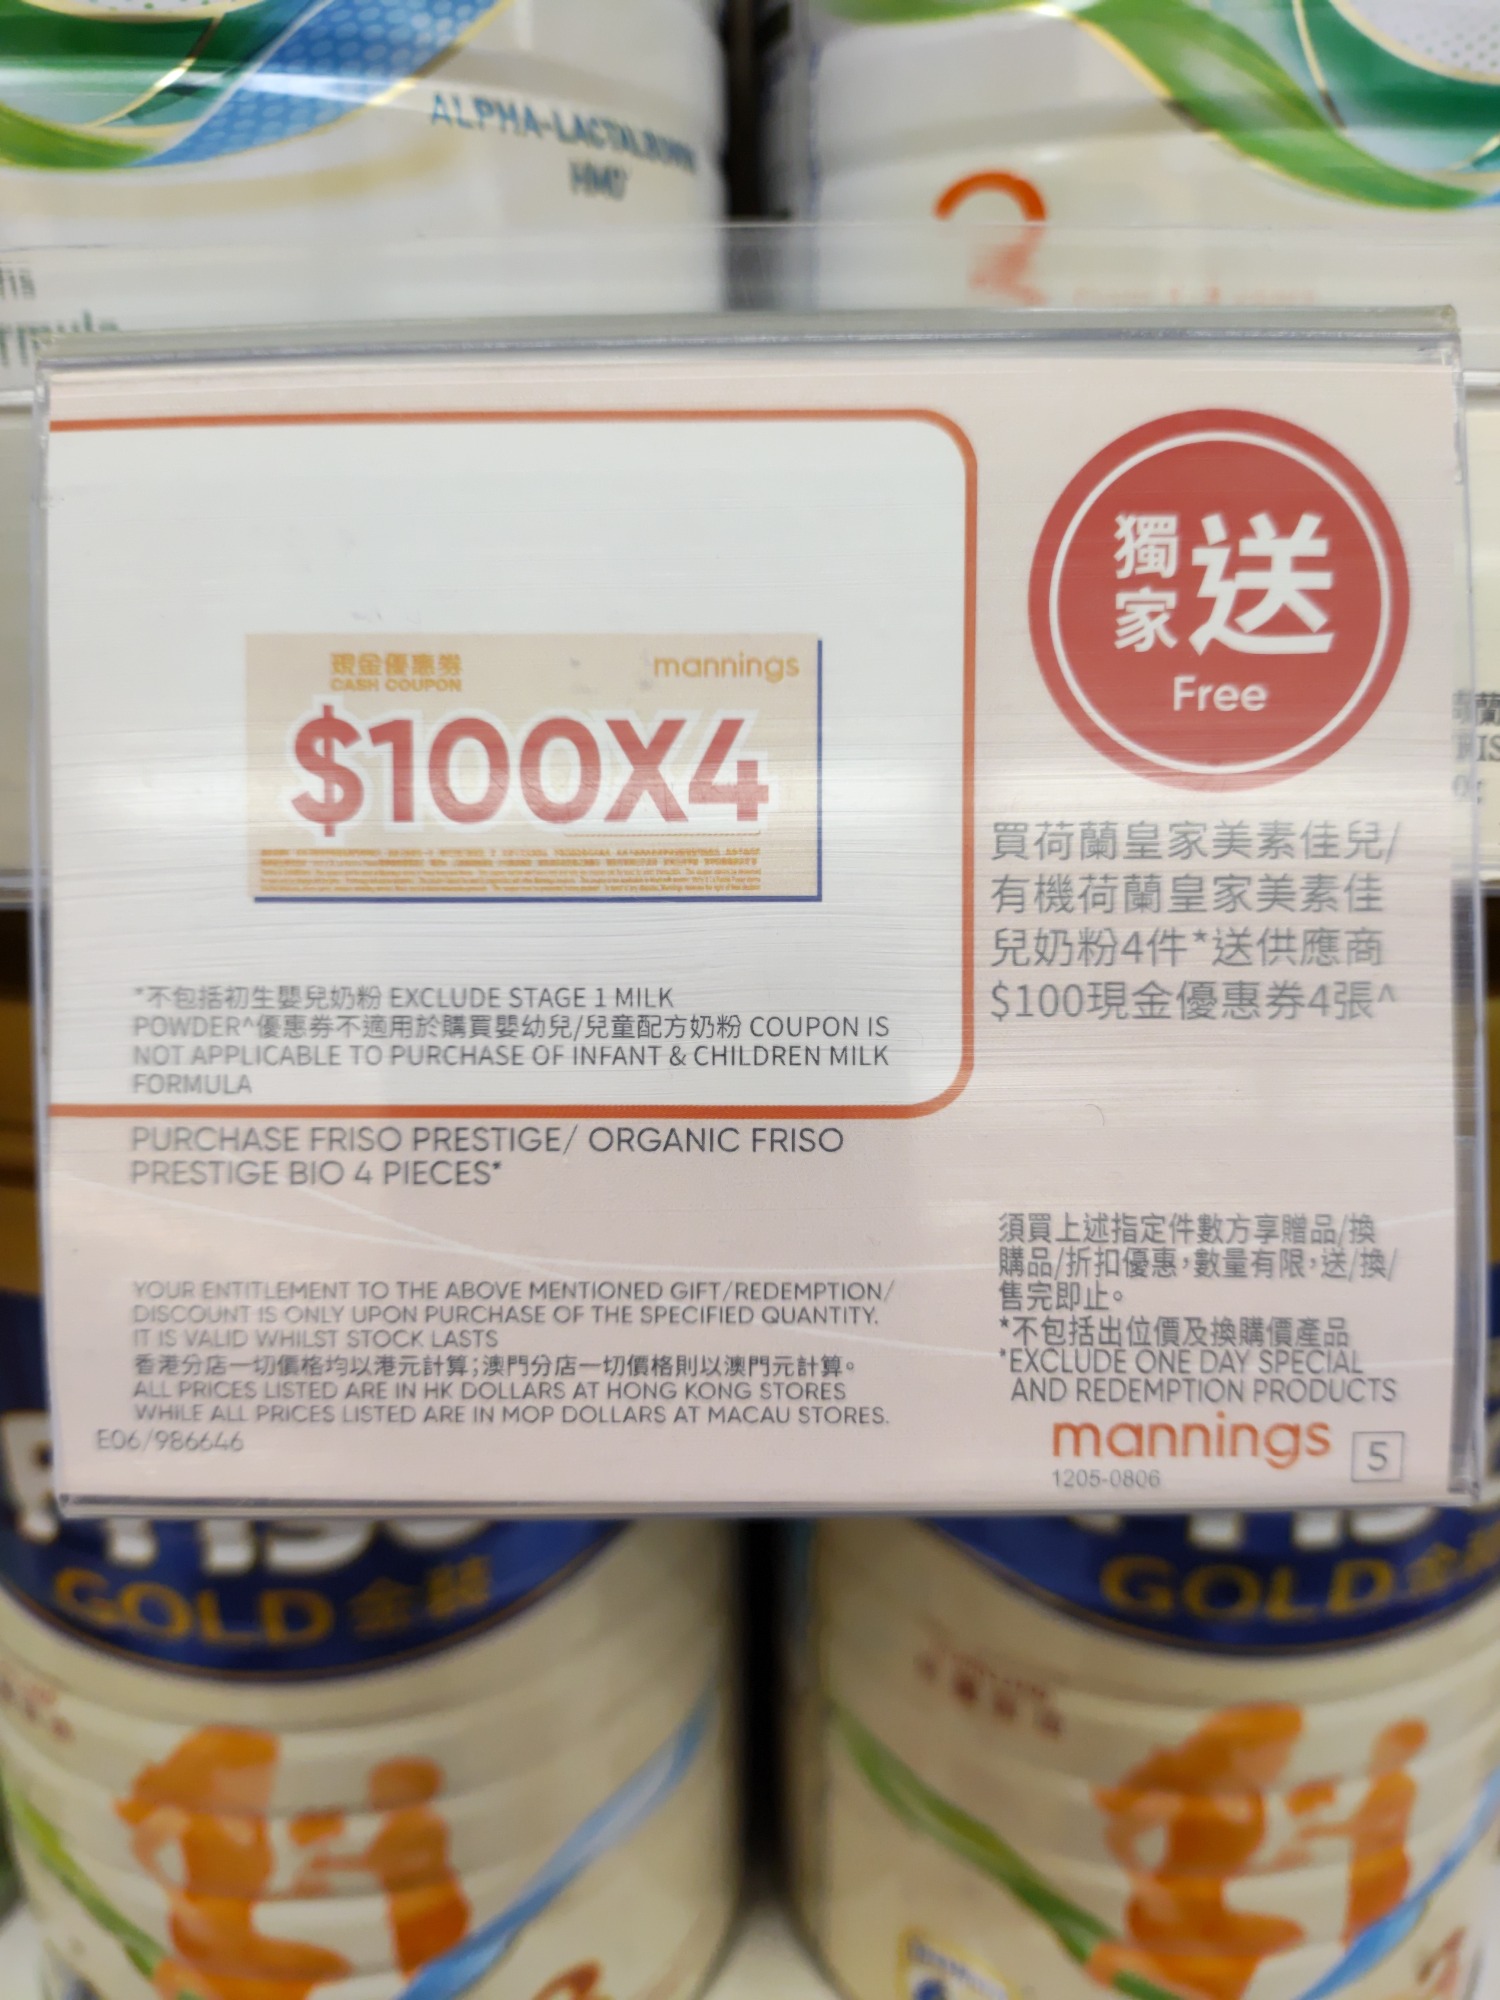 ALPHA-LACTALBUMIN
HMO
獨家 送
Free
現金優惠券
CASH COUPON
mannings
$100X4
買荷蘭皇家美素佳兒/
有機荷蘭皇家美素佳
兒奶粉4件*送供應商
$100現金優惠券4張^
*不包括初生嬰兒奶粉 EXCLUDE STAGE 1 MILK
POWDER^優惠券不適用於購買嬰幼兒/兒童配方奶粉 COUPON IS
NOT APPLICABLE TO PURCHASE OF INFANT & CHILDREN MILK
FORMULA
PURCHASE FRISO PRESTIGE/ ORGANIC FRISO
PRESTIGE BIO 4 PIECES*
YOUR ENTITLEMENT TO THE ABOVE MENTIONED GIFT/REDEMPTION/
DISCOUNT IS ONLY UPON PURCHASE OF THE SPECIFIED QUANTITY.
IT IS VALID WHILST STOCK LASTS
香港分店一切價格均以港元計算;澳門分店一切價格則以澳門元計算。
ALL PRICES LISTED ARE IN HK DOLLARS AT HONG KONG STORES
WHILE ALL PRICES LISTED ARE IN MOP DOLLARS AT MACAU STORES.
E06/986646
須買上述指定件數方享贈品/換
購品/折扣優惠,數量有限,送/換/
售完即止。
*不包括出位價及換購價產品
*EXCLUDE ONE DAY SPECIAL
AND REDEMPTION PRODUCTS
mannings 5
1205-0806
GOLD 金裝
GOLD 金